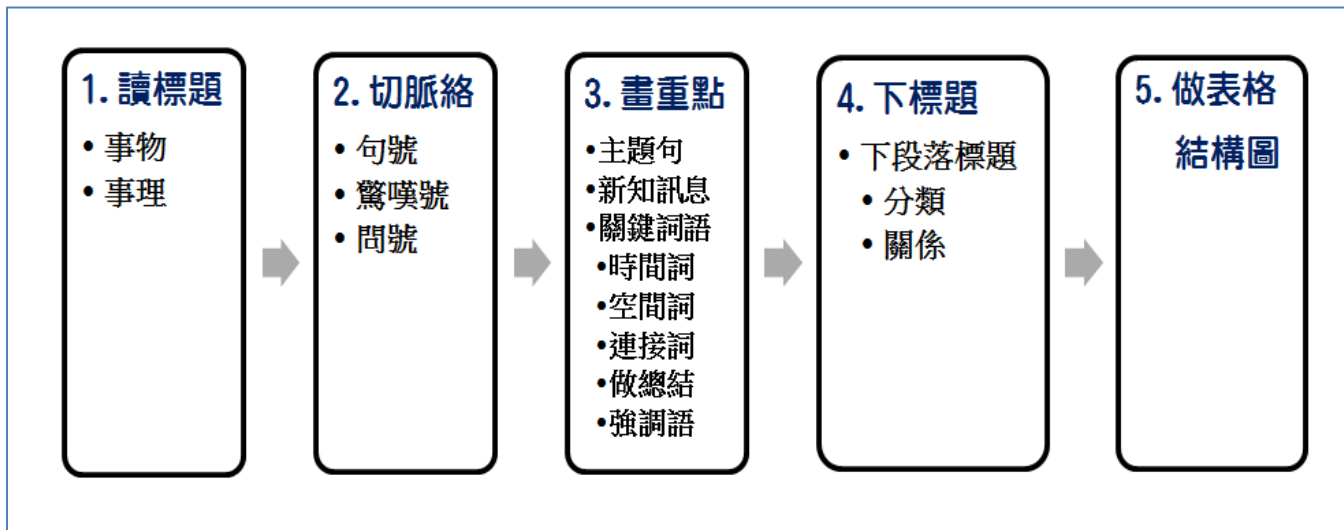 1. 讀標題
• 事物
• 事理
2. 切脈絡
• 句號
• 驚嘆號
• 問號
3. 畫重點
•主題句
•新知訊息
•關鍵詞語
•時間詞
•空間詞
•連接詞
•做總結
•強調語
4. 下標題
• 下段落標題
• 分類
• 關係
5. 做表格
結構圖